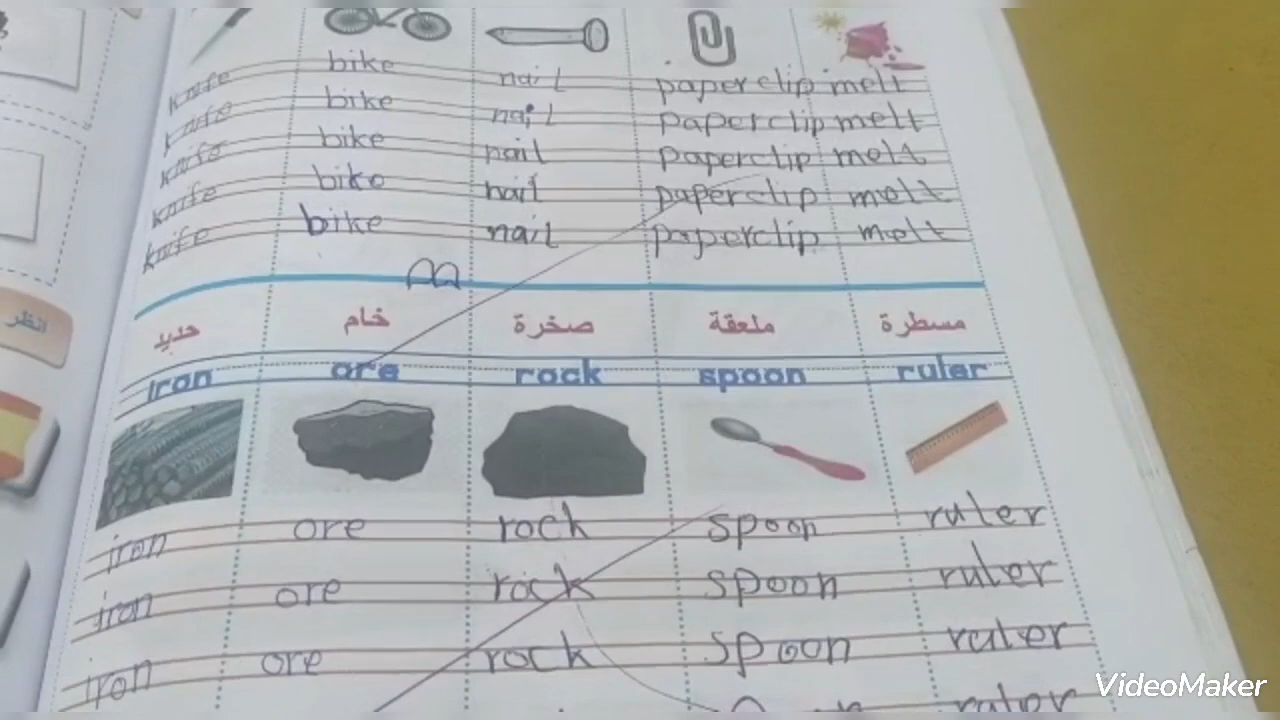 knife bike nail paperclip melt
knife bike nail paperclip melt
knife bike nail paperclip melt
knife bike nail paperclip melt
knife bike nail paperclip melt
حديد خام صخرة ملعقة مسطرة
iron ore rock spoon ruler
iron ore rock spoon ruler
iron ore rock spoon ruler
iron ore rock spoon ruler
ruler
انظر
VideoMaker